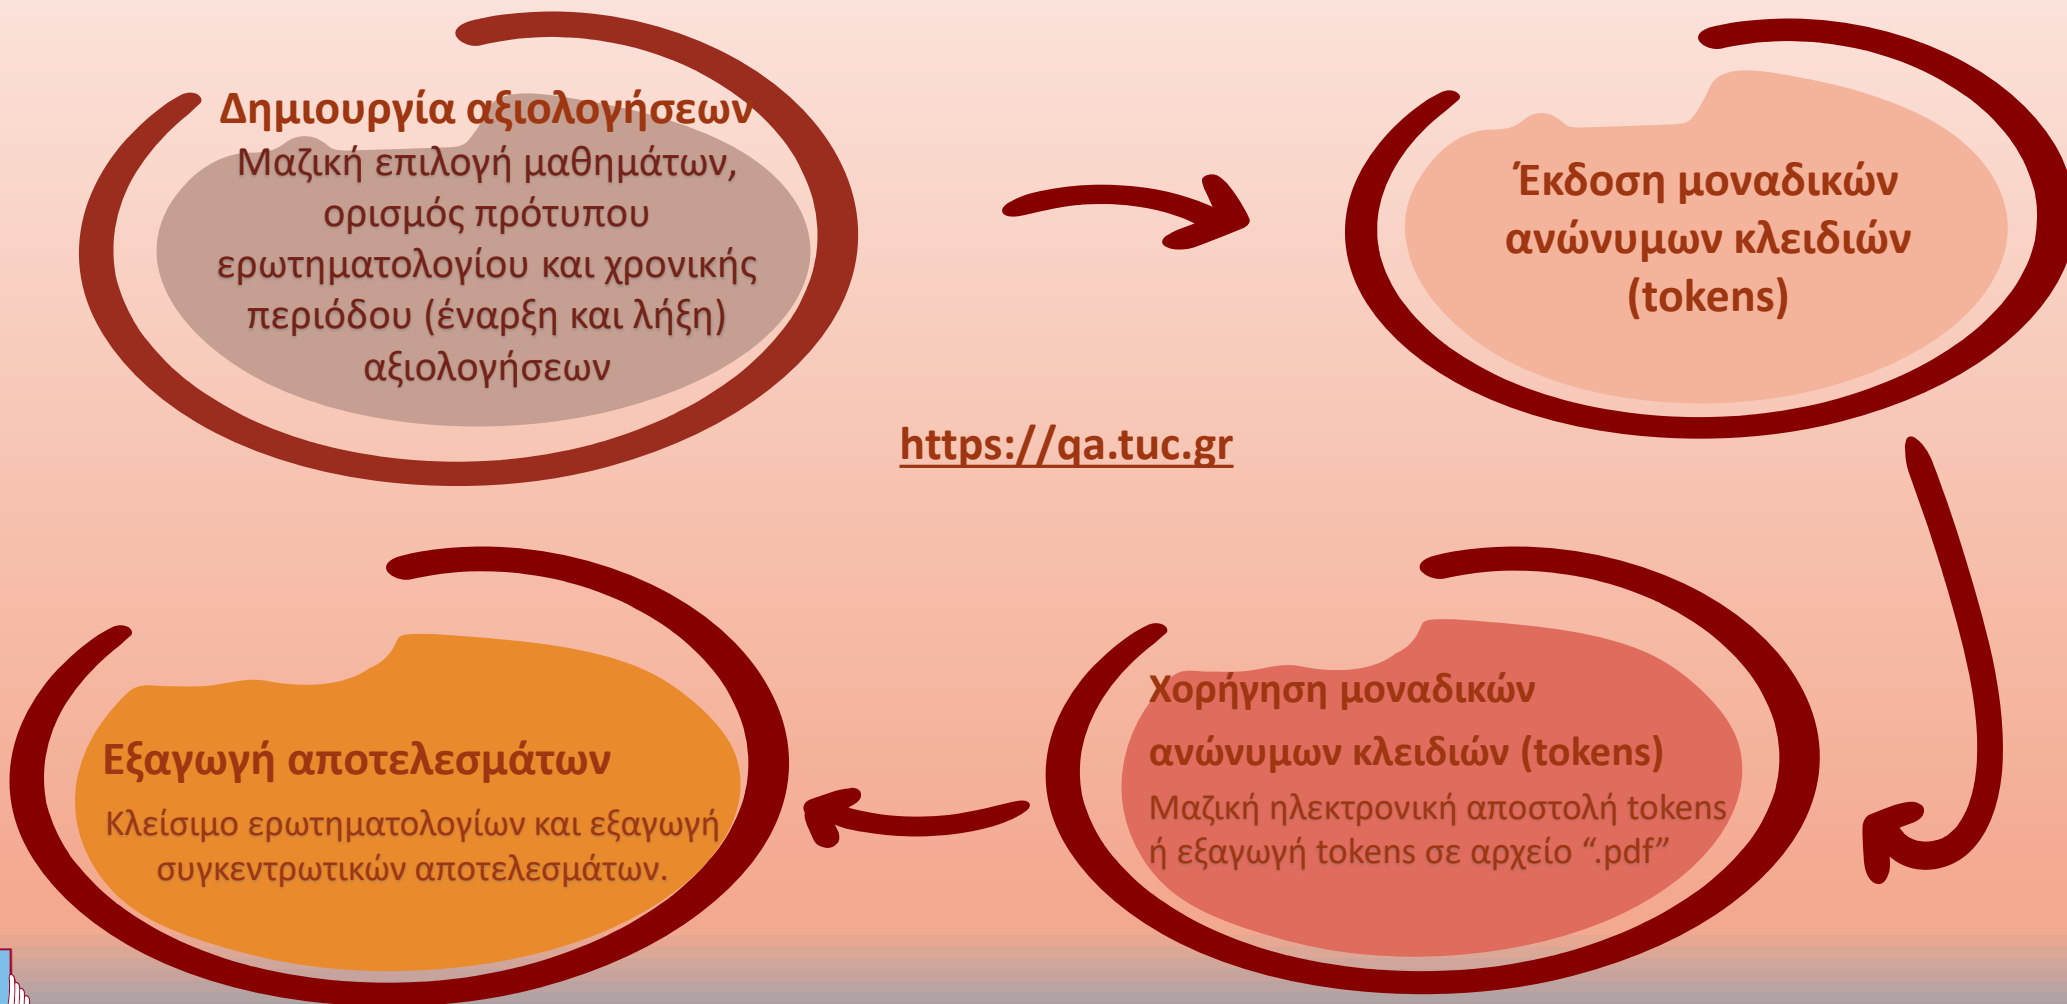 Δημιουργία αξιολογήσεων
Μαζική επιλογή μαθημάτων,
ορισμός πρότυπου
ερωτηματολογίου και χρονικής
περιόδου (έναρξη και λήξη)
αξιολογήσεων
Έκδοση μοναδικών
ανώνυμων κλειδιών
(tokens)
https://qa.tuc.gr
Χορήγηση μοναδικών
ανώνυμων κλειδιών (tokens)
Μαζική ηλεκτρονική αποστολή tokens
ή εξαγωγή tokens σε αρχείο “.pdf”
Εξαγωγή αποτελεσμάτων
Κλείσιμο ερωτηματολογίων και εξαγωγή
συγκεντρωτικών αποτελεσμάτων.